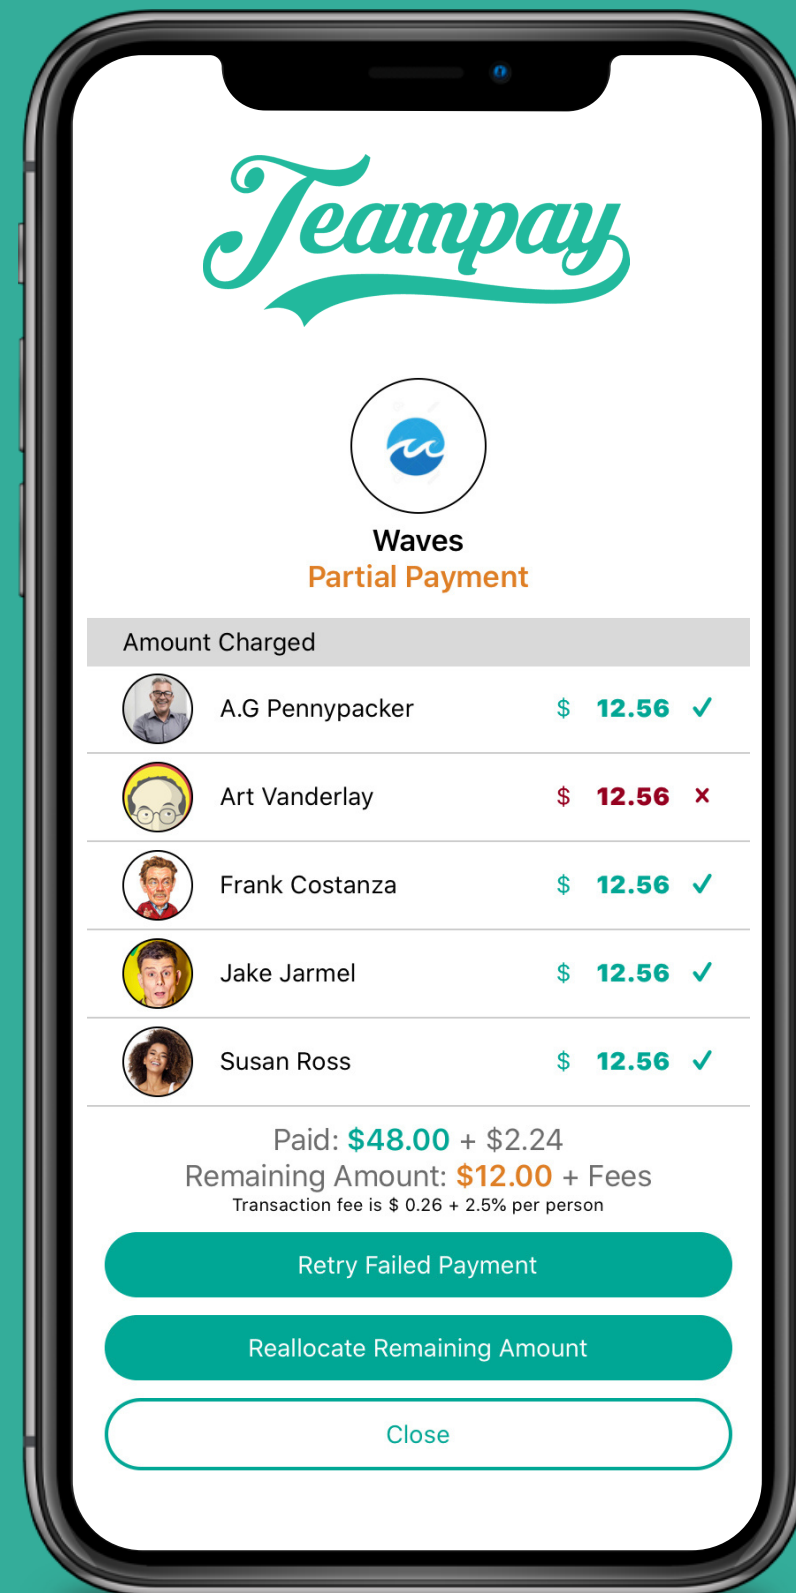 Teampay
Waves
Partial Payment
Amount Charged
A.G Pennypacker $ 12.56 ✓
Art Vanderlay $ 12.56 x
Frank Costanza $ 12.56 ✓
Jake Jarmel $ 12.56 ✓
Susan Ross $ 12.56 ✓
Paid: $48.00 + $2.24
Remaining Amount: $12.00 + Fees
Transaction fee is $ 0.26 + 2.5% per person
Retry Failed Payment
Reallocate Remaining Amount
Close